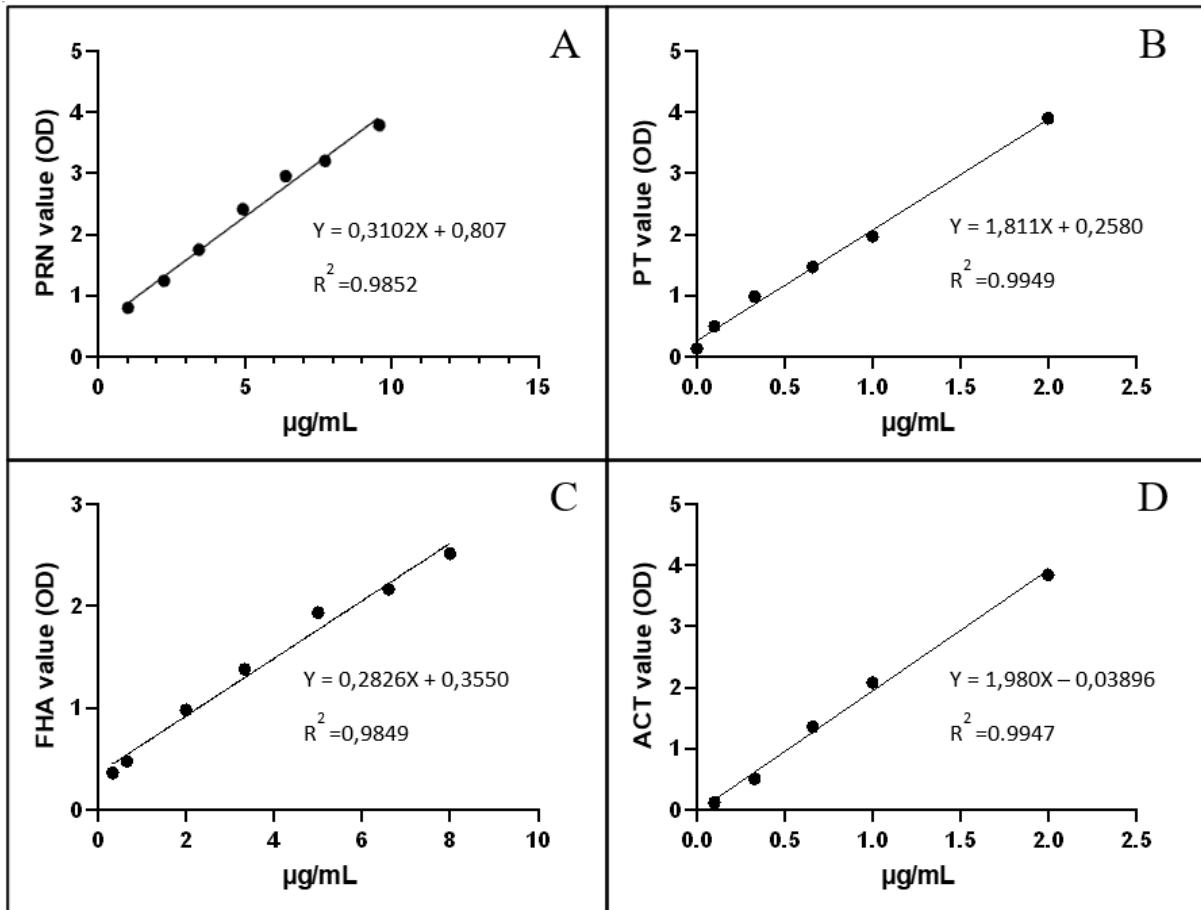 A
PRN value (OD)
5
4
3
2
1
0
Y = 0,3102X + 0,807
R2 =0.9852
0 5 10 15
µg/mL
B
PT value (OD)
5
4
3
2
1
0
Y = 1,811X + 0,2580
R2 =0.9949
0.0 0.5 1.0 1.5 2.0 2.5
µg/mL
C
FHA value (OD)
3
2
1
0
Y = 0,2826X + 0,3550
R2 =0,9849
0 2 4 6 8 10
µg/mL
D
ACT value (OD)
5
4
3
2
1
0
Y = 1,980X – 0,03896
R2 =0.9947
0.0 0.5 1.0 1.5 2.0 2.5
µg/mL